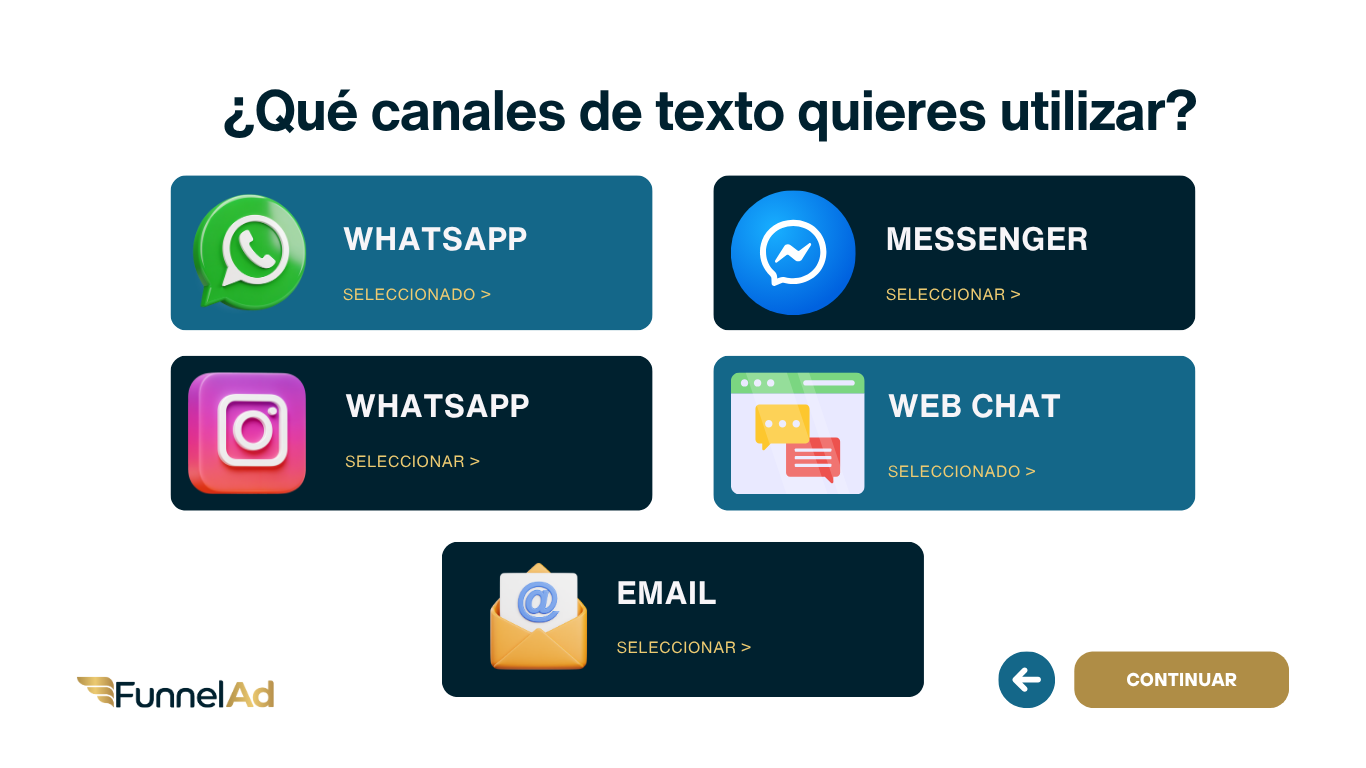 ¿Qué canales de texto quieres utilizar?
WHATSAPP
SELECCIONADO >
MESSENGER
SELECCIONAR >
WHATSAPP
SELECCIONAR >
WEB CHAT
SELECCIONADO >
@
EMAIL
SELECCIONAR >
FunnelAd
CONTINUAR